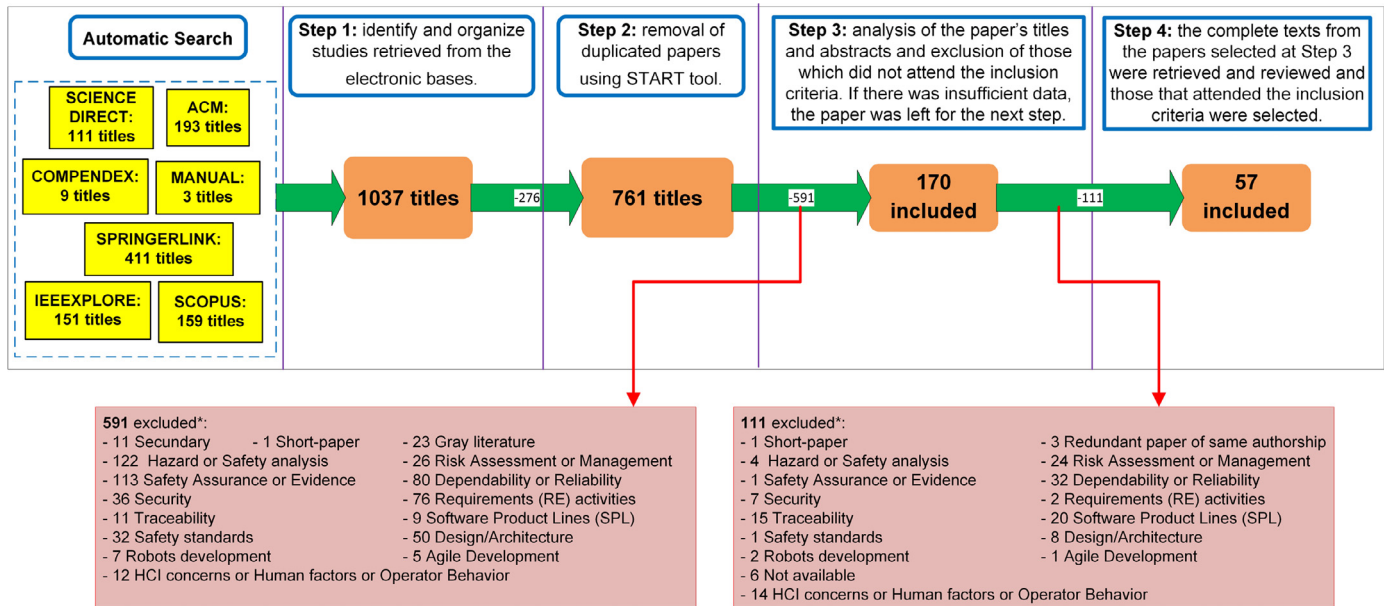 Automatic Search
SCIENCE
DIRECT:
111 titles
ACM:
193 titles
COMPENDEX:
9 titles
MANUAL:
3 titles
SPRINGERLINK:
411 titles
IEEEXPLORE:
151 titles
SCOPUS:
159 titles
Step 1: identify and organize
studies retrieved from the
electronic bases.
1037 titles
-276
Step 2: removal of
duplicated papers
using START tool.
761 titles
-591
Step 3: analysis of the paper's titles
and abstracts and exclusion of those
which did not attend the inclusion
criteria. If there was insufficient data,
the paper was left for the next step.
170
included
-111
Step 4: the complete texts from
the papers selected at Step 3
were retrieved and reviewed and
those that attended the inclusion
criteria were selected.
57
included
591 excluded*:
- 11 Secundary - 1 Short-paper
- 122 Hazard or Safety analysis
- 113 Safety Assurance or Evidence
- 36 Security
- 11 Traceability
- 32 Safety standards
- 7 Robots development
- 12 HCI concerns or Human factors or Operator Behavior
- 23 Gray literature
- 26 Risk Assessment or Management
- 80 Dependability or Reliability
- 76 Requirements (RE) activities
- 9 Software Product Lines (SPL)
- 50 Design/Architecture
- 5 Agile Development
111 excluded*:
- 1 Short-paper
- 4 Hazard or Safety analysis
- 1 Safety Assurance or Evidence
- 7 Security
- 15 Traceability
- 1 Safety standards
- 2 Robots development
- 6 Not available
- 14 HCI concerns or Human factors or Operator Behavior
- 3 Redundant paper of same authorship
- 24 Risk Assessment or Management
- 32 Dependability or Reliability
- 2 Requirements (RE) activities
- 20 Software Product Lines (SPL)
- 8 Design/Architecture
- 1 Agile Development